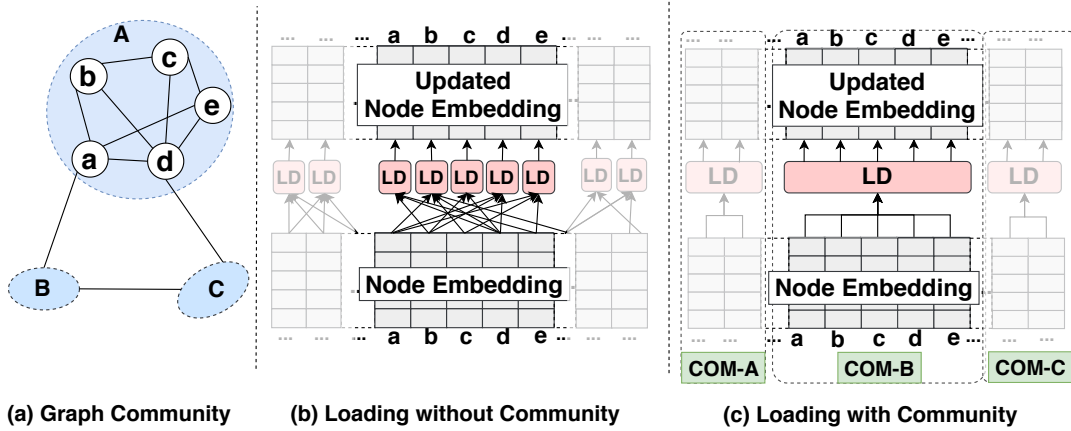 A
b
c
e
a
d
B
C
(a) Graph Community
... ... ... a b c d e ... ... ...
Updated
Node Embedding
LD LD LD LD LD LD LD LD LD
Node Embedding
... ... ... a b c d e ... ... ...
(b) Loading without Community
... ... ... a b c d e ... ... ...
Updated
Node Embedding
LD LD LD
Node Embedding
... ... ... a b c d e ... ... ...
COM-A COM-B COM-C
(c) Loading with Community